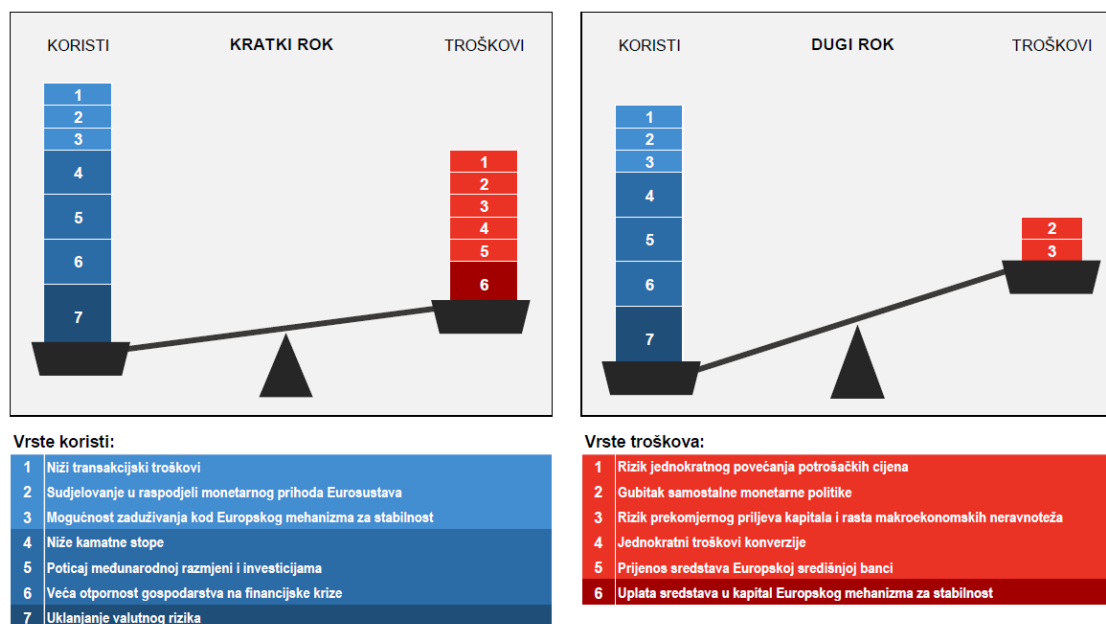 KORISTI KRATKI ROK TROŠKOVI
1
2
3
4
5
6
7
1
2
3
4
5
6
KORISTI DUGI ROK TROŠKOVI
1
2
3
4
5
6
7
2
3
Vrste koristi:
1 Niži transakcijski troškovi
2 Sudjelovanje u raspodjeli monetarnog prihoda Eurosustava
3 Mogućnost zaduživanja kod Europskog mehanizma za stabilnost
4 Niže kamatne stope
5 Poticaj međunarodnoj razmjeni i investicijama
6 Veća otpornost gospodarstva na financijske krize
7 Uklanjanje valutnog rizika
Vrste troškova:
1 Rizik jednokratnog povećanja potrošačkih cijena
2 Gubitak samostalne monetarne politike
3 Rizik prekomjernog priljeva kapitala i rasta makroekonomskih neravnoteža
4 Jednokratni troškovi konverzije
5 Prijenos sredstava Europskoj središnjoj banci
6 Uplata sredstava u kapital Europskog mehanizma za stabilnost